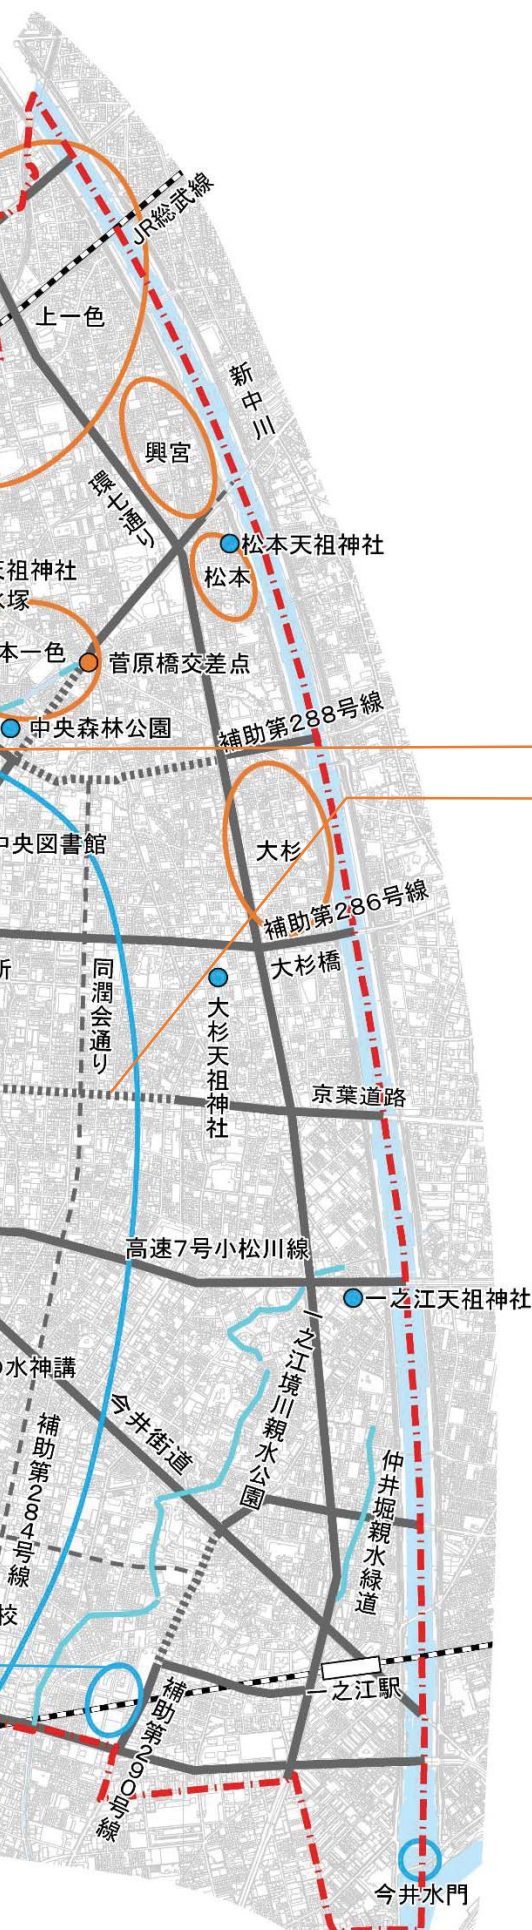 JR総武線
上一色
新中川
興宮
環七通り
松本天祖神社
天祖神社
松本
水塚
本一色
菅原橋交差点
補助第288号線
中央森林公園
中央図書館
大杉
補助第286号線
大杉橋
所
同潤会通り
大杉天祖神社
京葉道路
高速7号小松川線
一之江天祖神社
一之江境川親水公園
の水神講
今井街道
補助第284号線
仲井堀親水緑道
校
一之江駅
補助第290号線
今井水門